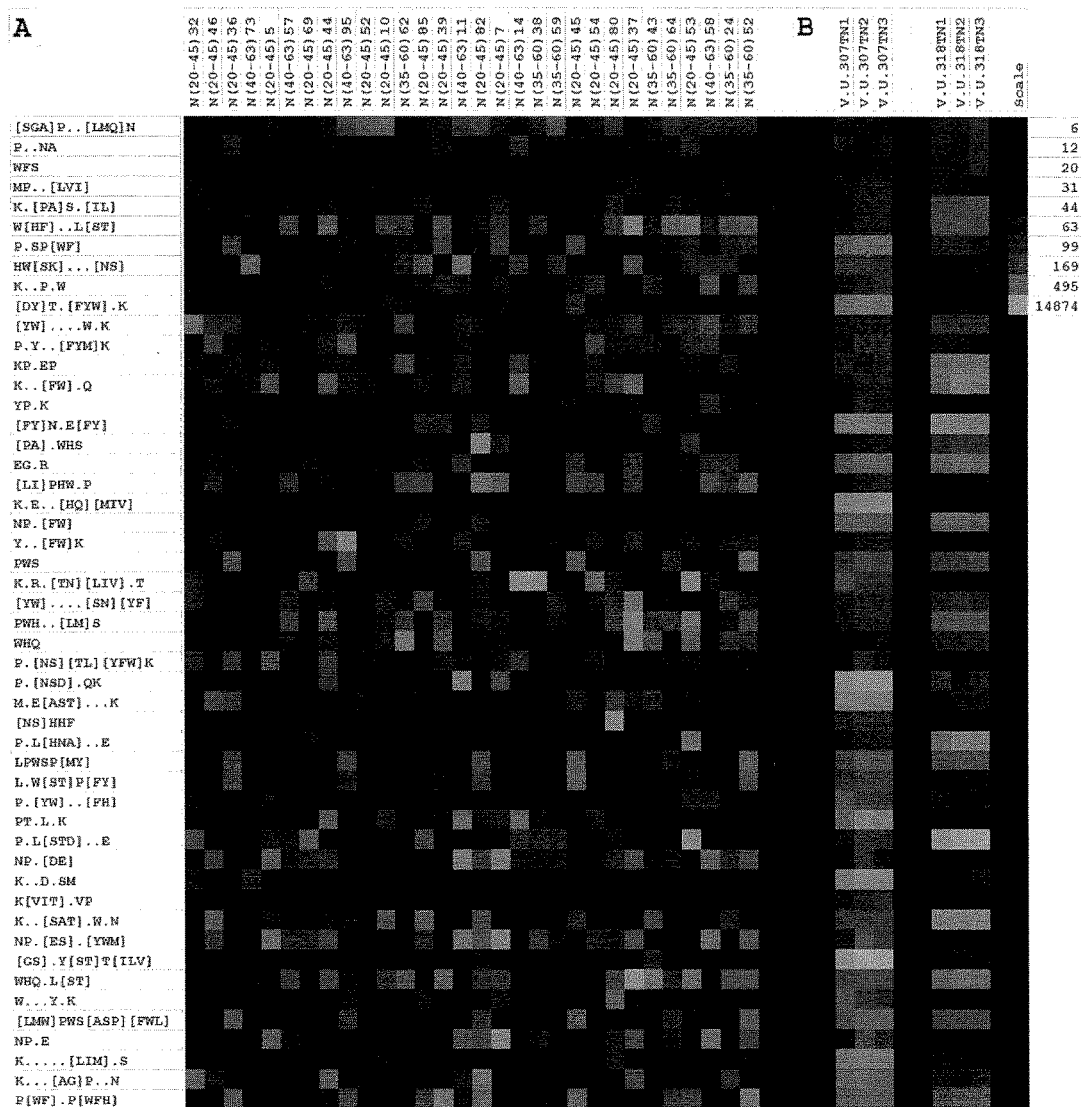 A
B
N(20-45)32
N(20-45)46
N(20-45)36
N(40-63)73
N(20-45)5
N(40-63)57
N(20-45)69
N(20-45)44
N(40-63)95
N(20-45)52
N(20-45)10
N(35-60)62
N(20-45)85
N(20-45)39
N(40-63)11
N(20-45)82
N(20-45)7
N(40-63)14
N(35-60)38
N(35-60)59
N(20-45)45
N(20-45)54
N(20-45)80
N(20-45)37
N(35-60)43
N(35-60)64
N(20-45)53
N(40-63)58
N(35-60)24
N(35-60)52
V.U.307TN1
V.U.307TN2
V.U.307TN3
V.U.318TN1
V.U.318TN2
V.U.318TN3
Scale
[SGA]P..[LMQ]N 6
P..NA 12
WFS 20
MP..[LVI] 31
K.[PA]S.[IL] 44
W[HF]..L[ST] 63
P.SP[WF] 99
HW[SK]...[NS] 169
K..P.W 495
[DY]T.[FYW].K 14874
[YW]....W.K
P.Y..[FYM]K
KP.EP
K..[FW].Q
YP.K
[FY]N.E[FY]
[PA].WHS
EG.R
[LI]PHW.P
K.E..[HQ][MIV]
NP.[FW]
Y..[FW]K
PWS
K.R.[TN][LIV].T
[YW]....[SN][YF]
PWH..[LM]S
WHQ
P.[NS][TL][YFW]K
P.[NSD].QK
M.E[AST]...K
[NS]HHF
P.L[HNA]..E
LPWSP[MY]
L.W[ST]P[FY]
P.[YW]..[FH]
PT.L.K
P.L[STD]..E
NP.[DE]
K..D.SM
K[VIT].VP
K..[SAT].W.N
NP.[ES].[YWM]
[GS].Y[ST]T[ILV]
WHQ.L[ST]
W...Y.K
[LMW]PWS[ASP][FWL]
NP.E
K.....[LIM].S
K...[AG]P..N
P[WF].P[WFH]